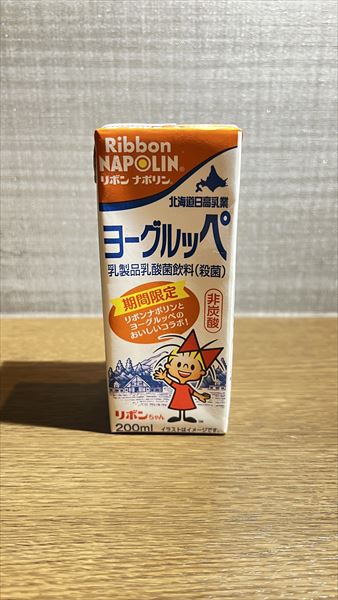 Ribbon
NAPOLIN®
リボン ナポリン®
北海道日高乳業
ヨーグルッペ
乳製品乳酸菌飲料(殺菌)
期間限定
リボンナポリンと
ヨーグルッペの
おいしいコラボ!
非炭酸
リボンちゃん
200ml
イラストはイメージです。